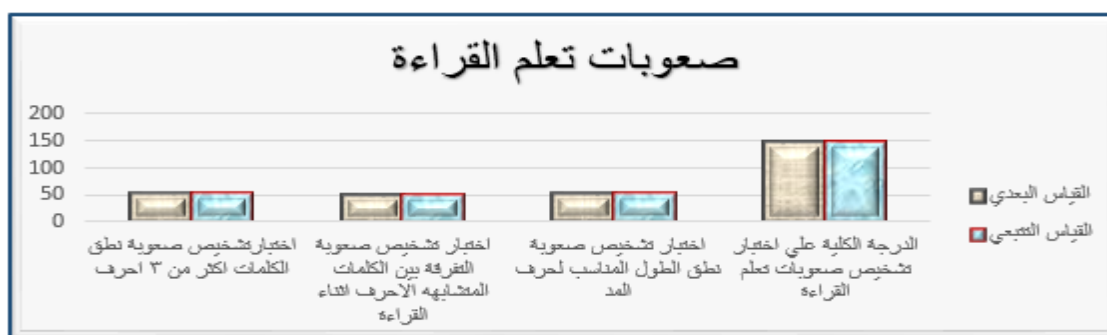 صعوبات تعلم القراءة
200
150
100
50
0
اختبار تشخيص صعوبة نطق
الكلمات اكثر من ٣ احرف
اختبار تشخيص صعوبة
التفرقة بين الكلمات
المتشابهه الأحرف اثناء
القراءة
اختبار تشخيص صعوبة
نطق الطول المناسب لحرف
المد
الدرجة الكلية علي اختبار
تشخيص صعوبات تعلم
القراءة
القياس البعدي
القياس التتبعي